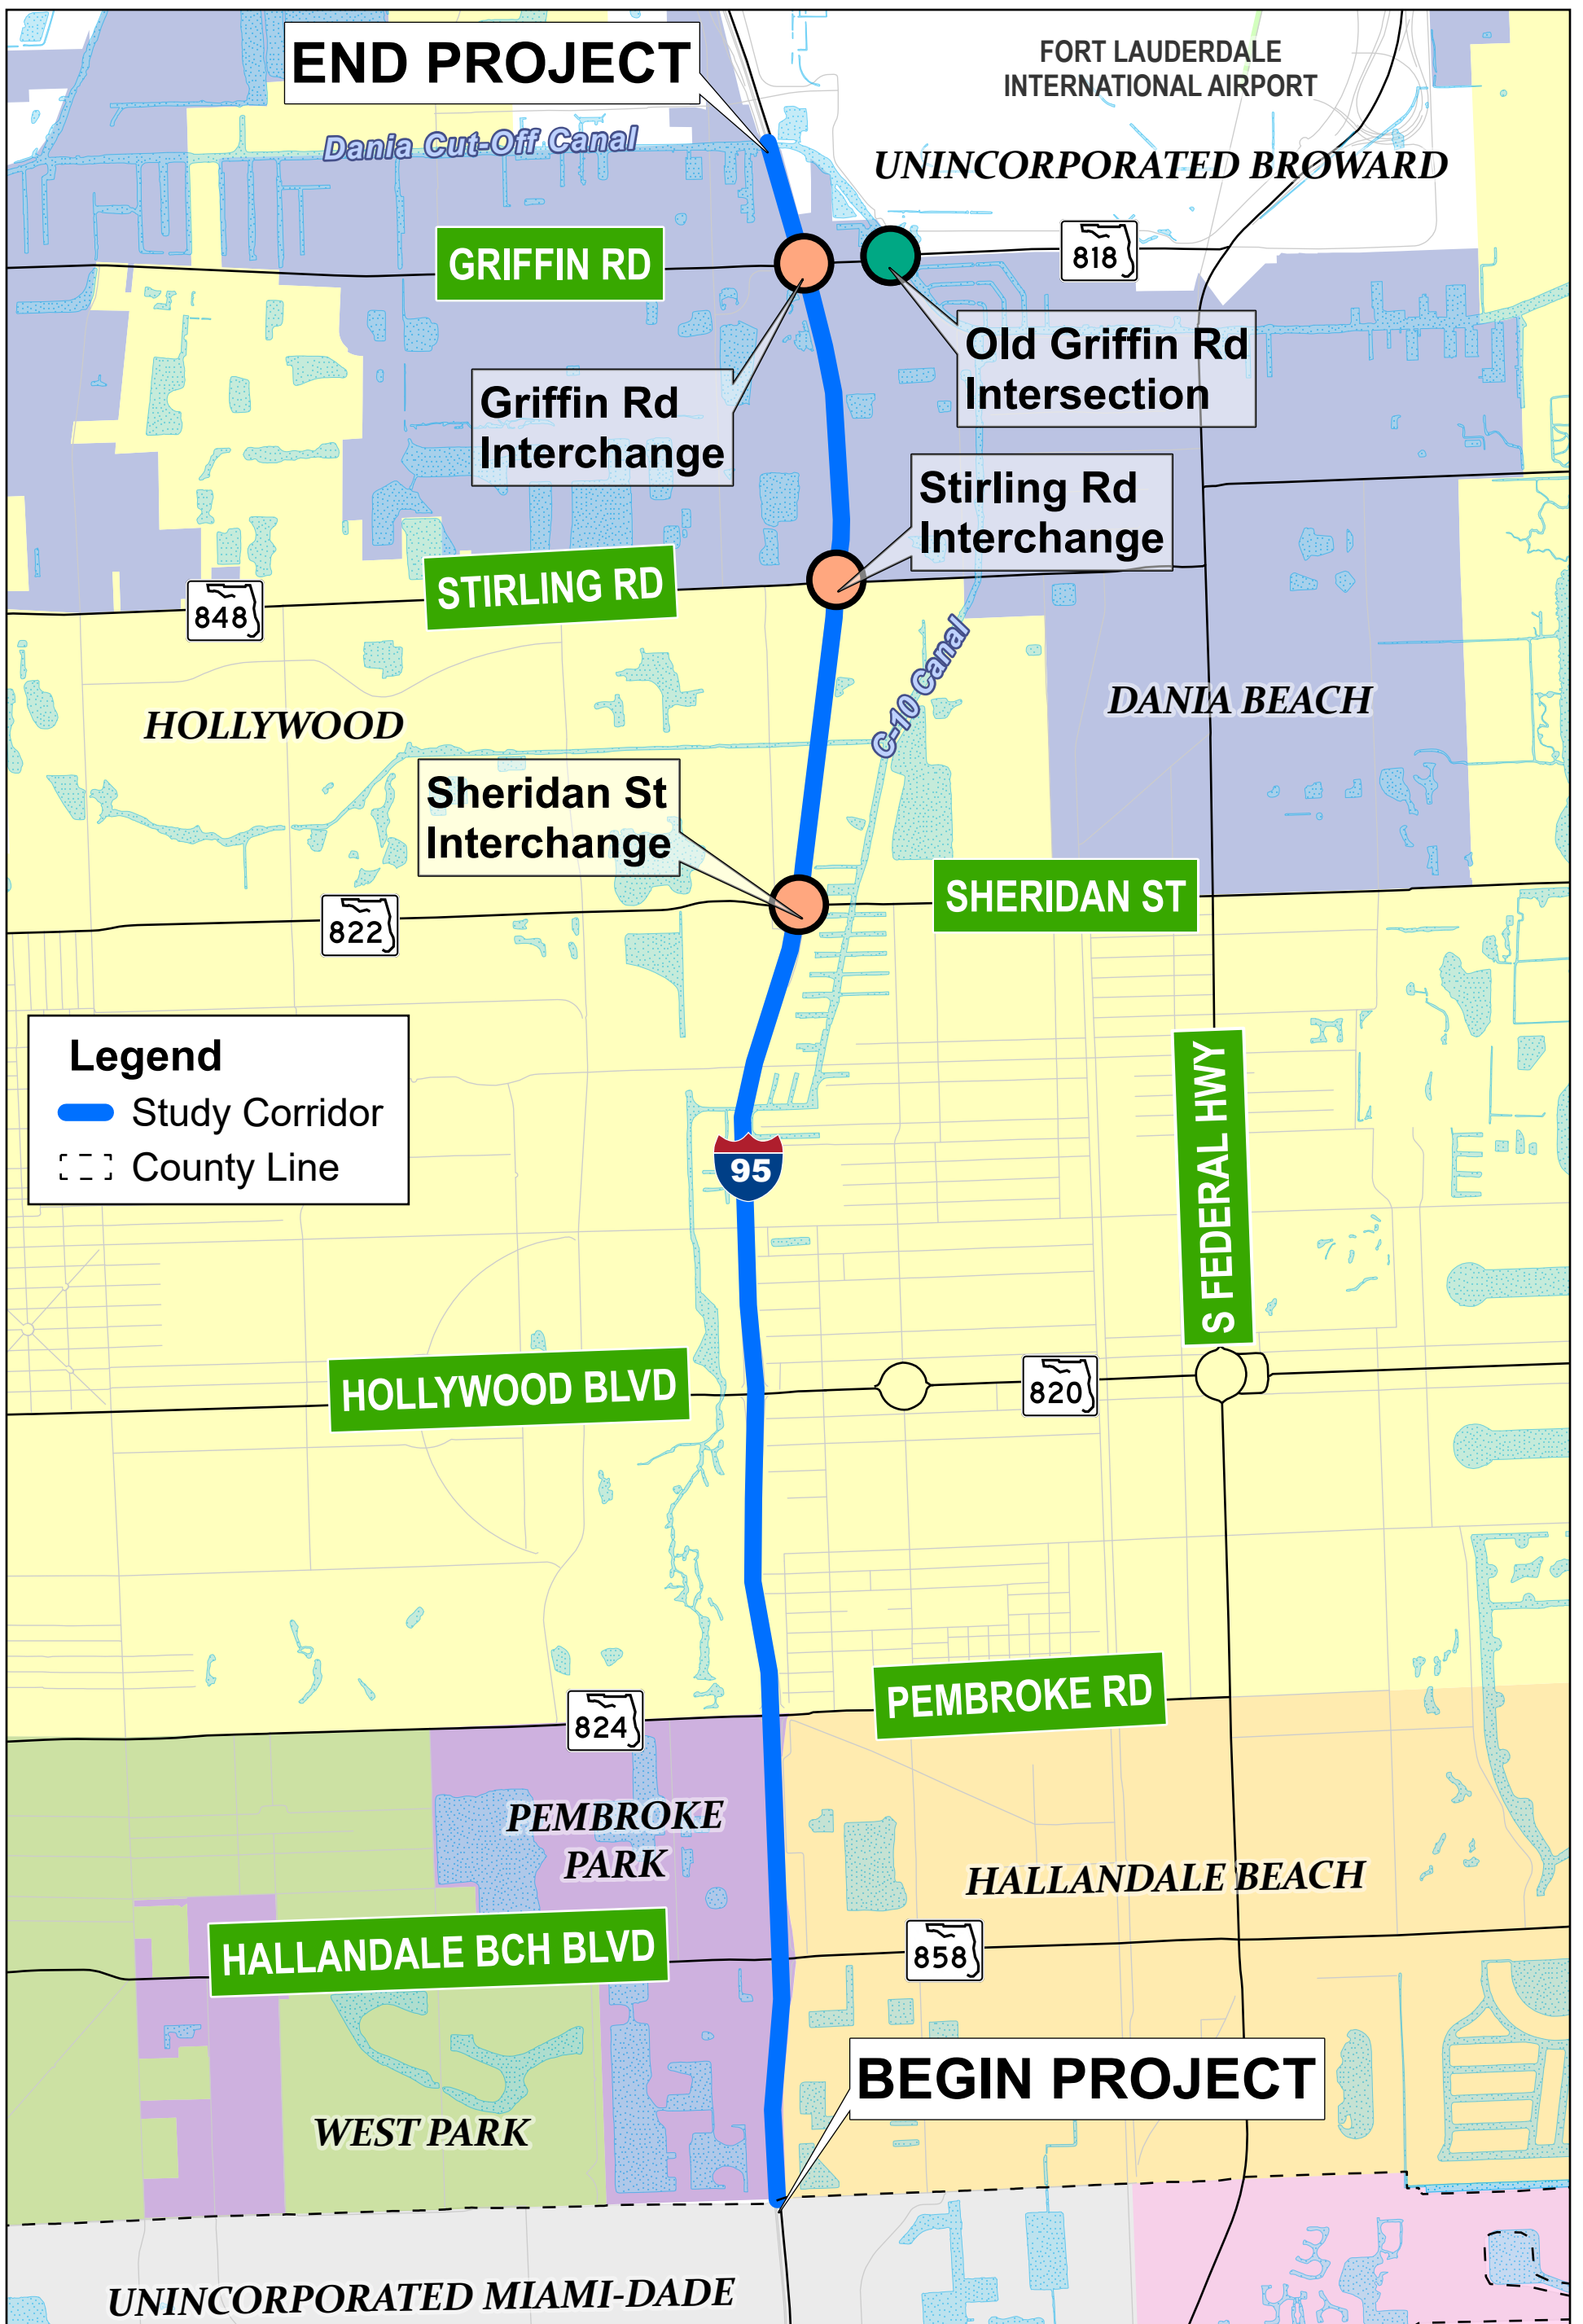 END PROJECT
FORT LAUDERDALE
INTERNATIONAL AIRPORT
Dania Cut-Off Canal
UNINCORPORATED BROWARD
GRIFFIN RD
818
Old Griffin Rd
Intersection
Griffin Rd
Interchange
Stirling Rd
Interchange
STIRLING RD
848
C-10 Canal
HOLLYWOOD
DANIA BEACH
Sheridan St
Interchange
SHERIDAN ST
822
Legend
Study Corridor
County Line
95
S FEDERAL HWY
HOLLYWOOD BLVD
820
PEMBROKE RD
824
PEMBROKE
PARK
HALLANDALE BEACH
HALLANDALE BCH BLVD
858
BEGIN PROJECT
WEST PARK
UNINCORPORATED MIAMI-DADE